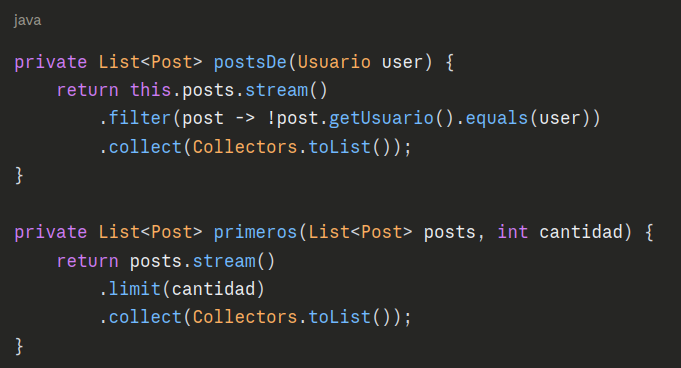 java
private List<Post> postsDe(Usuario user) {
    return this.posts.stream()
        .filter(post -> !post.getUsuario().equals(user))
        .collect(Collectors.toList());
}

private List<Post> primeros(List<Post> posts, int cantidad) {
    return posts.stream()
        .limit(cantidad)
        .collect(Collectors.toList());
}